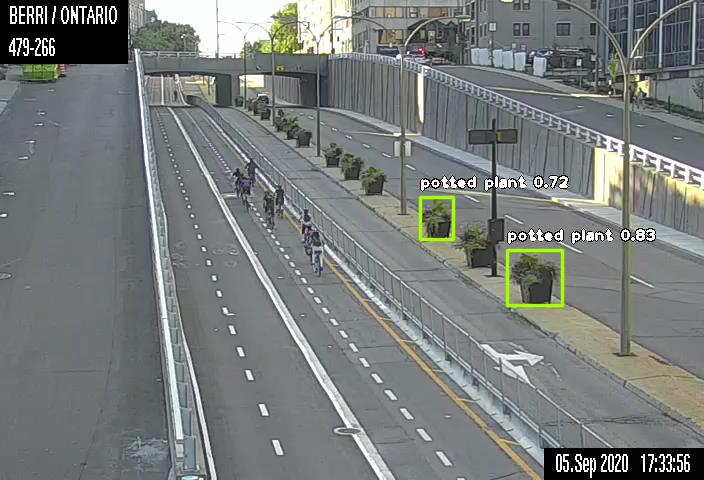 BERRI / ONTARIO
479-266
potted plant 0.72
potted plant 0.83
05.Sep 2020 17:33:56